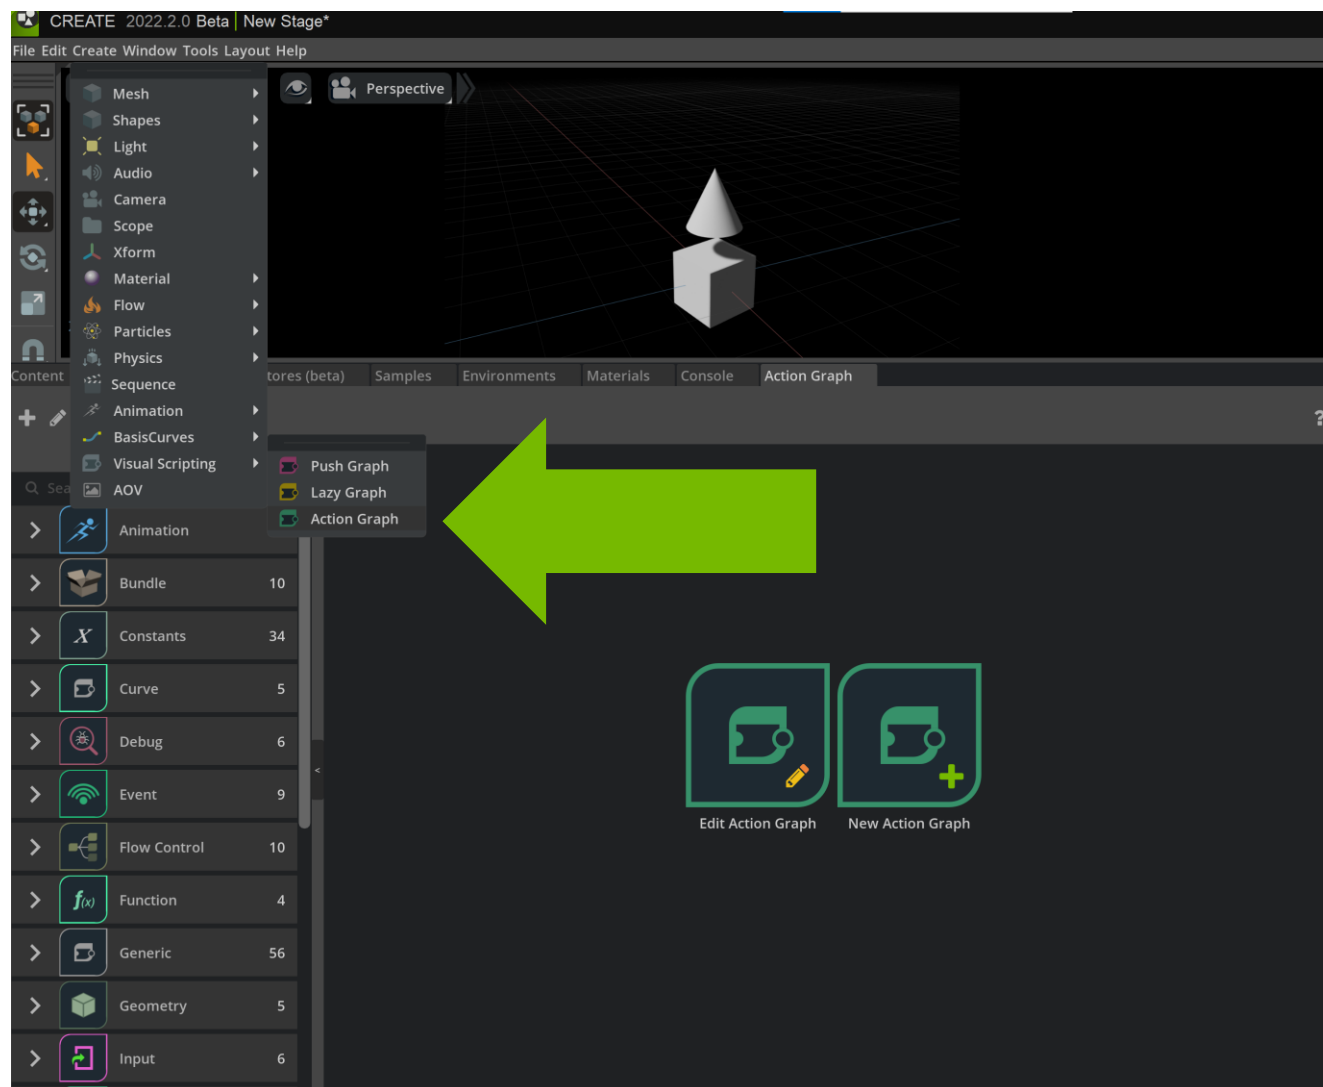 CREATE 2022.2.0 Beta | New Stage*
File Edit Create Window Tools Layout Help
Perspective
Mesh
Shapes
Light
Audio
Camera
Scope
Xform
Material
Flow
Particles
Physics
Sequence
Animation
BasisCurves
Visual Scripting
AOV
Push Graph
Lazy Graph
Action Graph
Content tores (beta) Samples Environments Materials Console Action Graph
?
Sea
Animation
Bundle 10
X Constants 34
Curve 5
Debug 6
<
Event 9
Flow Control 10
f(x) Function 4
Generic 56
Geometry 5
Input 6
Edit Action Graph New Action Graph